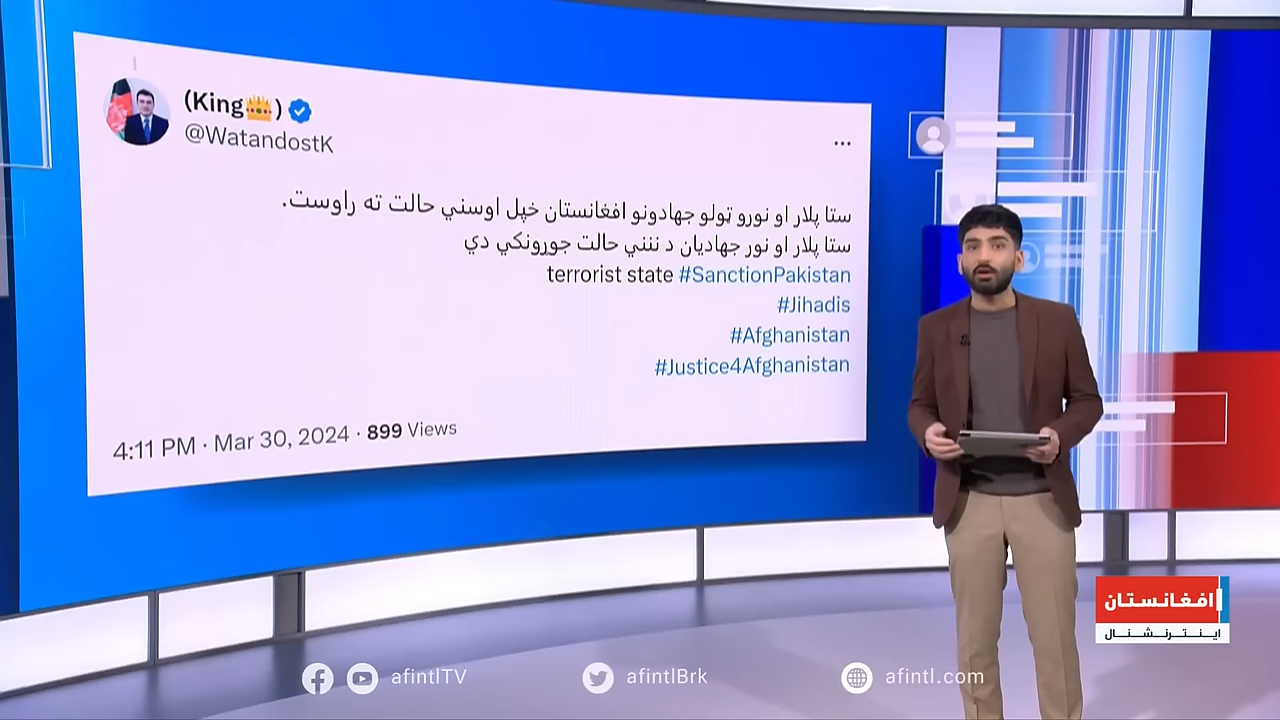 (King👑)
@WatandostK
...
ستا پلار او نورو ټولو جهادونو افغانستان خپل اوسني حالت ته راوست.
ستا پلار او نور جهاديان د ننني حالت جوړونکي دي
terrorist state #SanctionPakistan
#Jihadis
#Afghanistan
#Justice4Afghanistan
4:11 PM · Mar 30, 2024 · 899 Views
افغانستان
اینترنشنال
afintlTV
afintlBrk
afintl.com